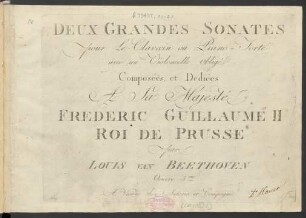 DEUX GRANDES SONATES
pour le Clavecin ou Piano-Forte
avec un Violoncelle obligé
Composées, et Dediées
A Sa Majesté
FREDERIC GUILLAUME II
ROI DE PRUSSE
par
LOUIS VAN BEETHOVEN
Oeuvre 5me
A Vienne chez Artaria et Compagnie